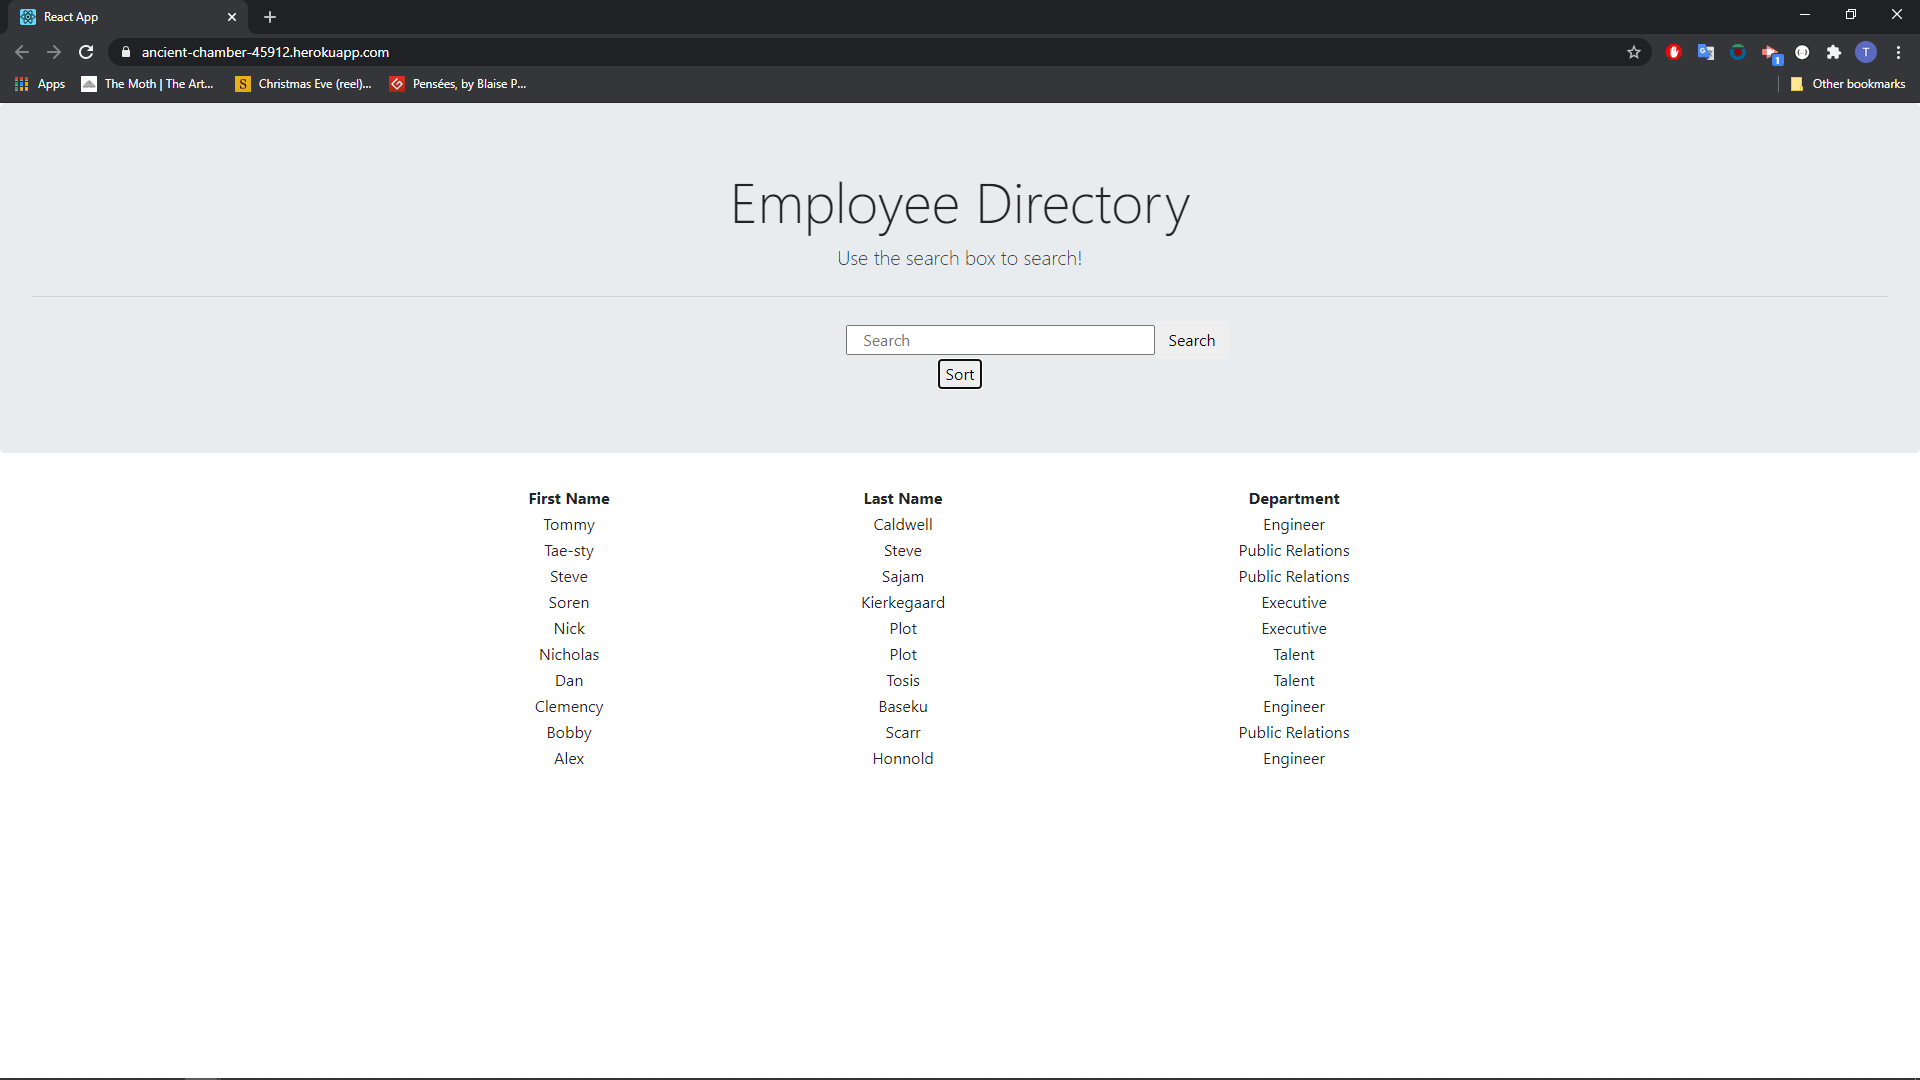 React App
ancient-chamber-45912.herokuapp.com
1
T
Apps
The Moth | The Art...
S
Christmas Eve (reel)...
Pensées, by Blaise P...
Other bookmarks
Employee Directory
Use the search box to search!
Search Search
Sort
First Name Last Name Department
Tommy Caldwell Engineer
Tae-sty Steve Public Relations
Steve Sajam Public Relations
Soren Kierkegaard Executive
Nick Plot Executive
Nicholas Plot Talent
Dan Tosis Talent
Clemency Baseku Engineer
Bobby Scarr Public Relations
Alex Honnold Engineer